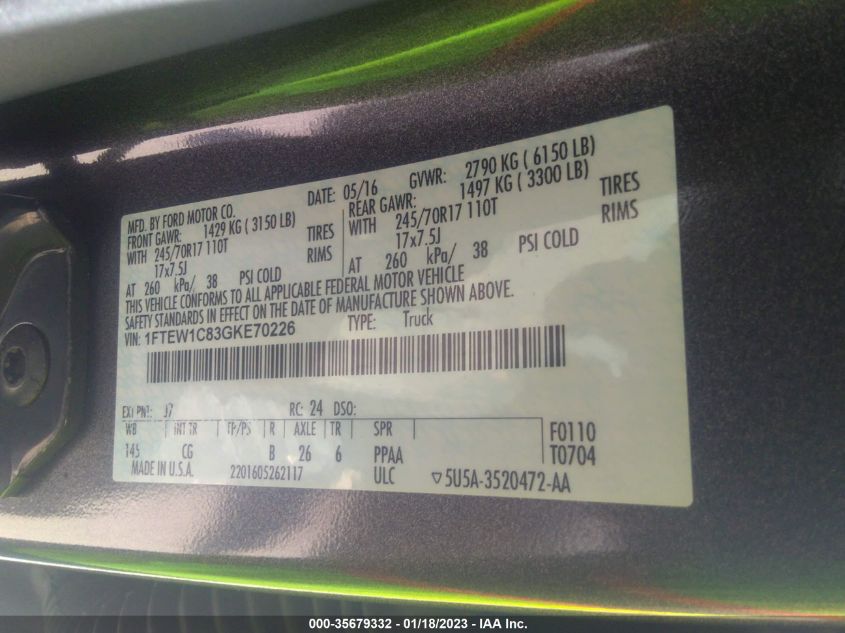 MFD. BY FORD MOTOR CO.
DATE: 05/16 GVWR: 2790 KG ( 6150 LB)
FRONT GAWR: 1429 KG ( 3150 LB) REAR GAWR: 1497 KG ( 3300 LB)
WITH 245/70R17 110T TIRES WITH 245/70R17 110T TIRES
17x7.5J RIMS 17x7.5J RIMS
AT 260 kPa/ 38 PSI COLD AT 260 kPa/ 38 PSI COLD
THIS VEHICLE CONFORMS TO ALL APPLICABLE FEDERAL MOTOR VEHICLE
SAFETY STANDARDS IN EFFECT ON THE DATE OF MANUFACTURE SHOWN ABOVE.
VIN: 1FTEW1C83GKE70226 TYPE: Truck
EXT PNT: J7 RC: 24 DSO:
WB INT TR TP/PS R AXLE TR SPR F0110
145 CG B 26 6 PPAA T0704
MADE IN U.S.A. 2201605262117 ULC ▽5U5A-3520472-AA
000-35679332 - 01/18/2023 - IAA Inc.